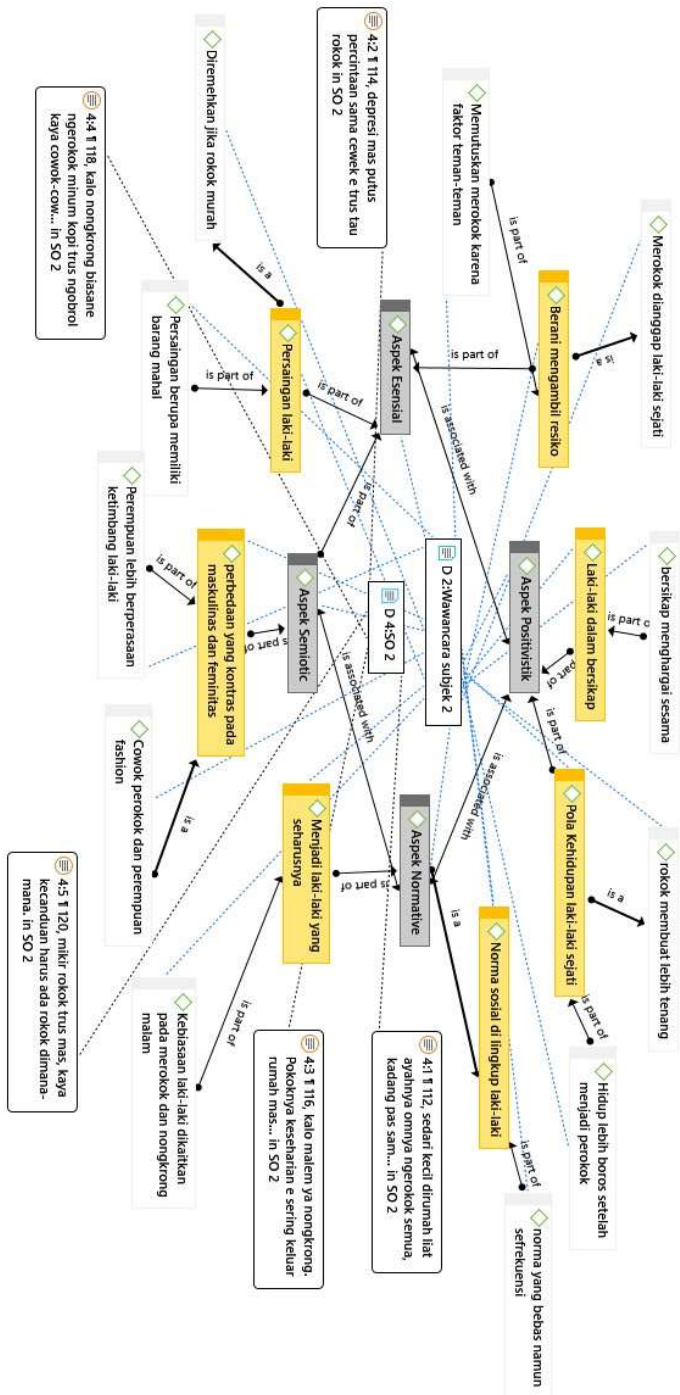 norma yang bebas namun
sefrekuensi
Hidup lebih boros setelah
menjadi perokok
rokok membuat lebih tenang
bersikap menghargai sesama
Merokok dianggap laki-laki sejati
is part of
is part of
is a
is part of
is a
Norma sosial di lingkup laki-laki
Pola Kehidupan laki-laki sejati
Laki-laki dalam bersikap
Berani mengambil resiko
is part of
part of
is part of
Memutuskan merokok karena
faktor teman-teman
is a
is associated with
Aspek Positivistik
is part of
is associated with
4:2 ¶ 114, depresi mas putus
percintaan sama cewek e trus tau
rokok in SO 2
Aspek Esensial
D 2:Wawancara subjek 2
D 4:SO 2
Aspek Normative
4:1 ¶ 112, sedari kecil dirumah liat
ayahnya omnya ngerokok semua,
kadang pas sam... in SO 2
is part of
is part of
is associated with
is part of
Diremehkan jika rokok murah
is a
Persaingan laki-laki
Aspek Semiotic
Menjadi laki-laki yang
seharusnya
4:3 ¶ 116, kalo malem ya nongkrong.
Pokoknya keseharian e sering keluar
rumah mas... in SO 2
is part of
is part of
is part of
Persaingan berupa memiliki
barang mahal
perbedaan yang kontras pada
maskulinas dan feminitas
Kebiasaan laki-laki dikaitkan
pada merokok dan nongkrong
malam
is part of
is a
4:4 ¶ 118, kalo nongkrong biasane
ngerokok minum kopi trus ngobrol
kaya cowok-cow... in SO 2
Perempuan lebih berperasaan
ketimbang laki-laki
Cowok perokok dan perempuan
fashion
4:5 ¶ 120, mikir rokok trus mas, kaya
kecanduan harus ada rokok dimana-
mana. in SO 2